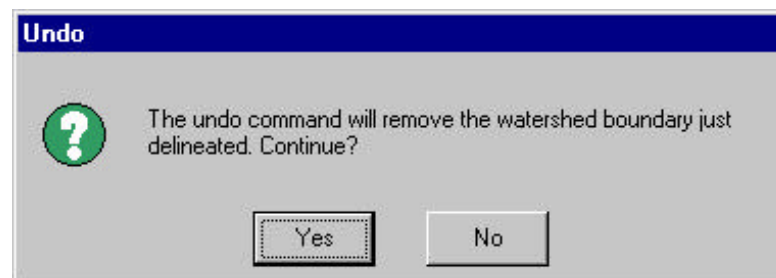 Undo
The undo command will remove the watershed boundary just
delineated. Continue?
Yes No